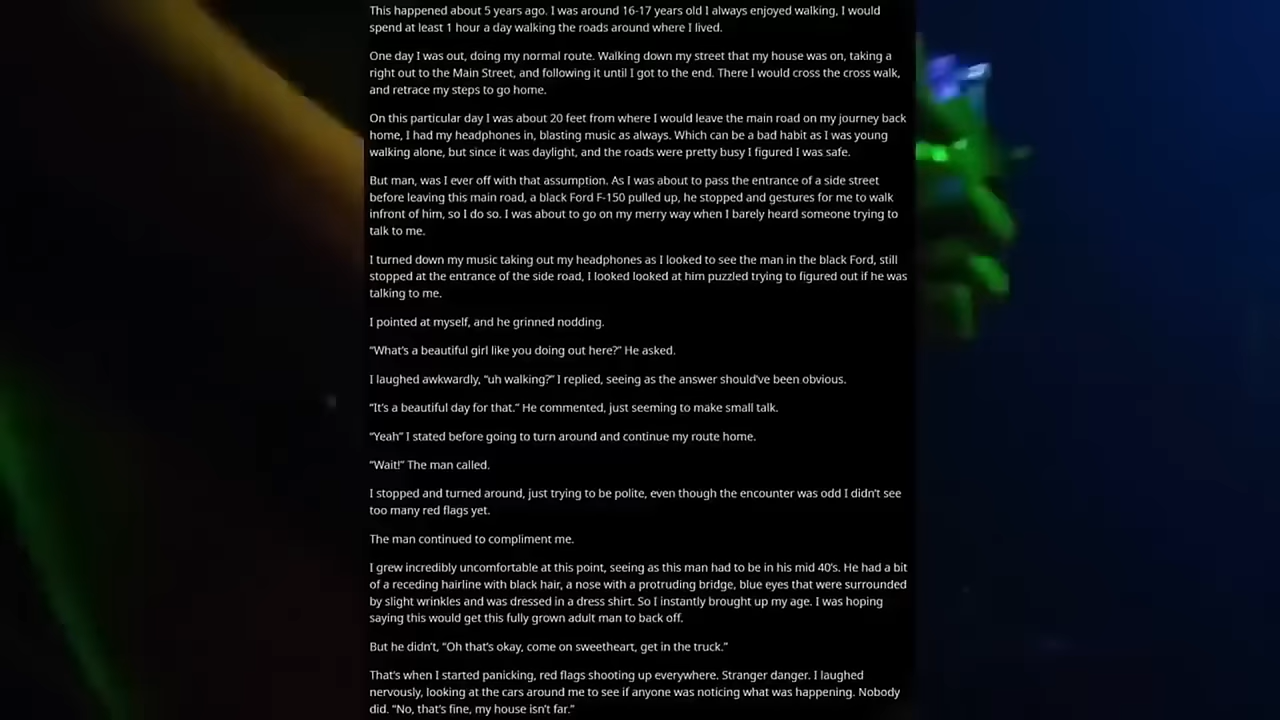 This happened about 5 years ago. I was around 16-17 years old I always enjoyed walking, I would
spend at least 1 hour a day walking the roads around where I lived.
One day I was out, doing my normal route. Walking down my street that my house was on, taking a
right out to the Main Street, and following it until I got to the end. There I would cross the cross walk,
and retrace my steps to go home.
On this particular day I was about 20 feet from where I would leave the main road on my journey back
home, I had my headphones in, blasting music as always. Which can be a bad habit as I was young
walking alone, but since it was daylight, and the roads were pretty busy I figured I was safe.
But man, was I ever off with that assumption. As I was about to pass the entrance of a side street
before leaving this main road, a black Ford F-150 pulled up, he stopped and gestures for me to walk
infront of him, so I do so. I was about to go on my merry way when I barely heard someone trying to
talk to me.
I turned down my music taking out my headphones as I looked to see the man in the black Ford, still
stopped at the entrance of the side road, I looked looked at him puzzled trying to figured out if he was
talking to me.
I pointed at myself, and he grinned nodding.
“What’s a beautiful girl like you doing out here?” He asked.
I laughed awkwardly, “uh walking?” I replied, seeing as the answer should’ve been obvious.
“It’s a beautiful day for that.” He commented, just seeming to make small talk.
“Yeah” I stated before going to turn around and continue my route home.
“Wait!” The man called.
I stopped and turned around, just trying to be polite, even though the encounter was odd I didn’t see
too many red flags yet.
The man continued to compliment me.
I grew incredibly uncomfortable at this point, seeing as this man had to be in his mid 40’s. He had a bit
of a receding hairline with black hair, a nose with a protruding bridge, blue eyes that were surrounded
by slight wrinkles and was dressed in a dress shirt. So I instantly brought up my age. I was hoping
saying this would get this fully grown adult man to back off.
But he didn’t, “Oh that’s okay, come on sweetheart, get in the truck.”
That’s when I started panicking, red flags shooting up everywhere. Stranger danger. I laughed
nervously, looking at the cars around me to see if anyone was noticing what was happening. Nobody
did. “No, that’s fine, my house isn’t far.”